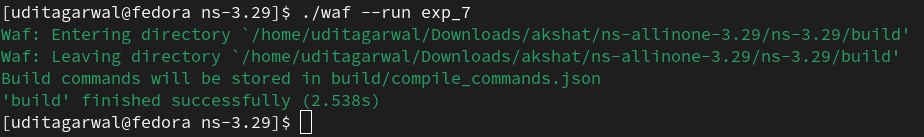 [uditagarwal@fedora ns-3.29]$ ./waf --run exp_7
Waf: Entering directory `/home/uditagarwal/Downloads/akshat/ns-allinone-3.29/ns-3.29/build'
Waf: Leaving directory `/home/uditagarwal/Downloads/akshat/ns-allinone-3.29/ns-3.29/build'
Build commands will be stored in build/compile_commands.json
'build' finished successfully (2.538s)
[uditagarwal@fedora ns-3.29]$